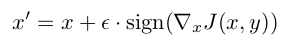 x′ = x + ϵ · sign(∇ₓJ(x, y))